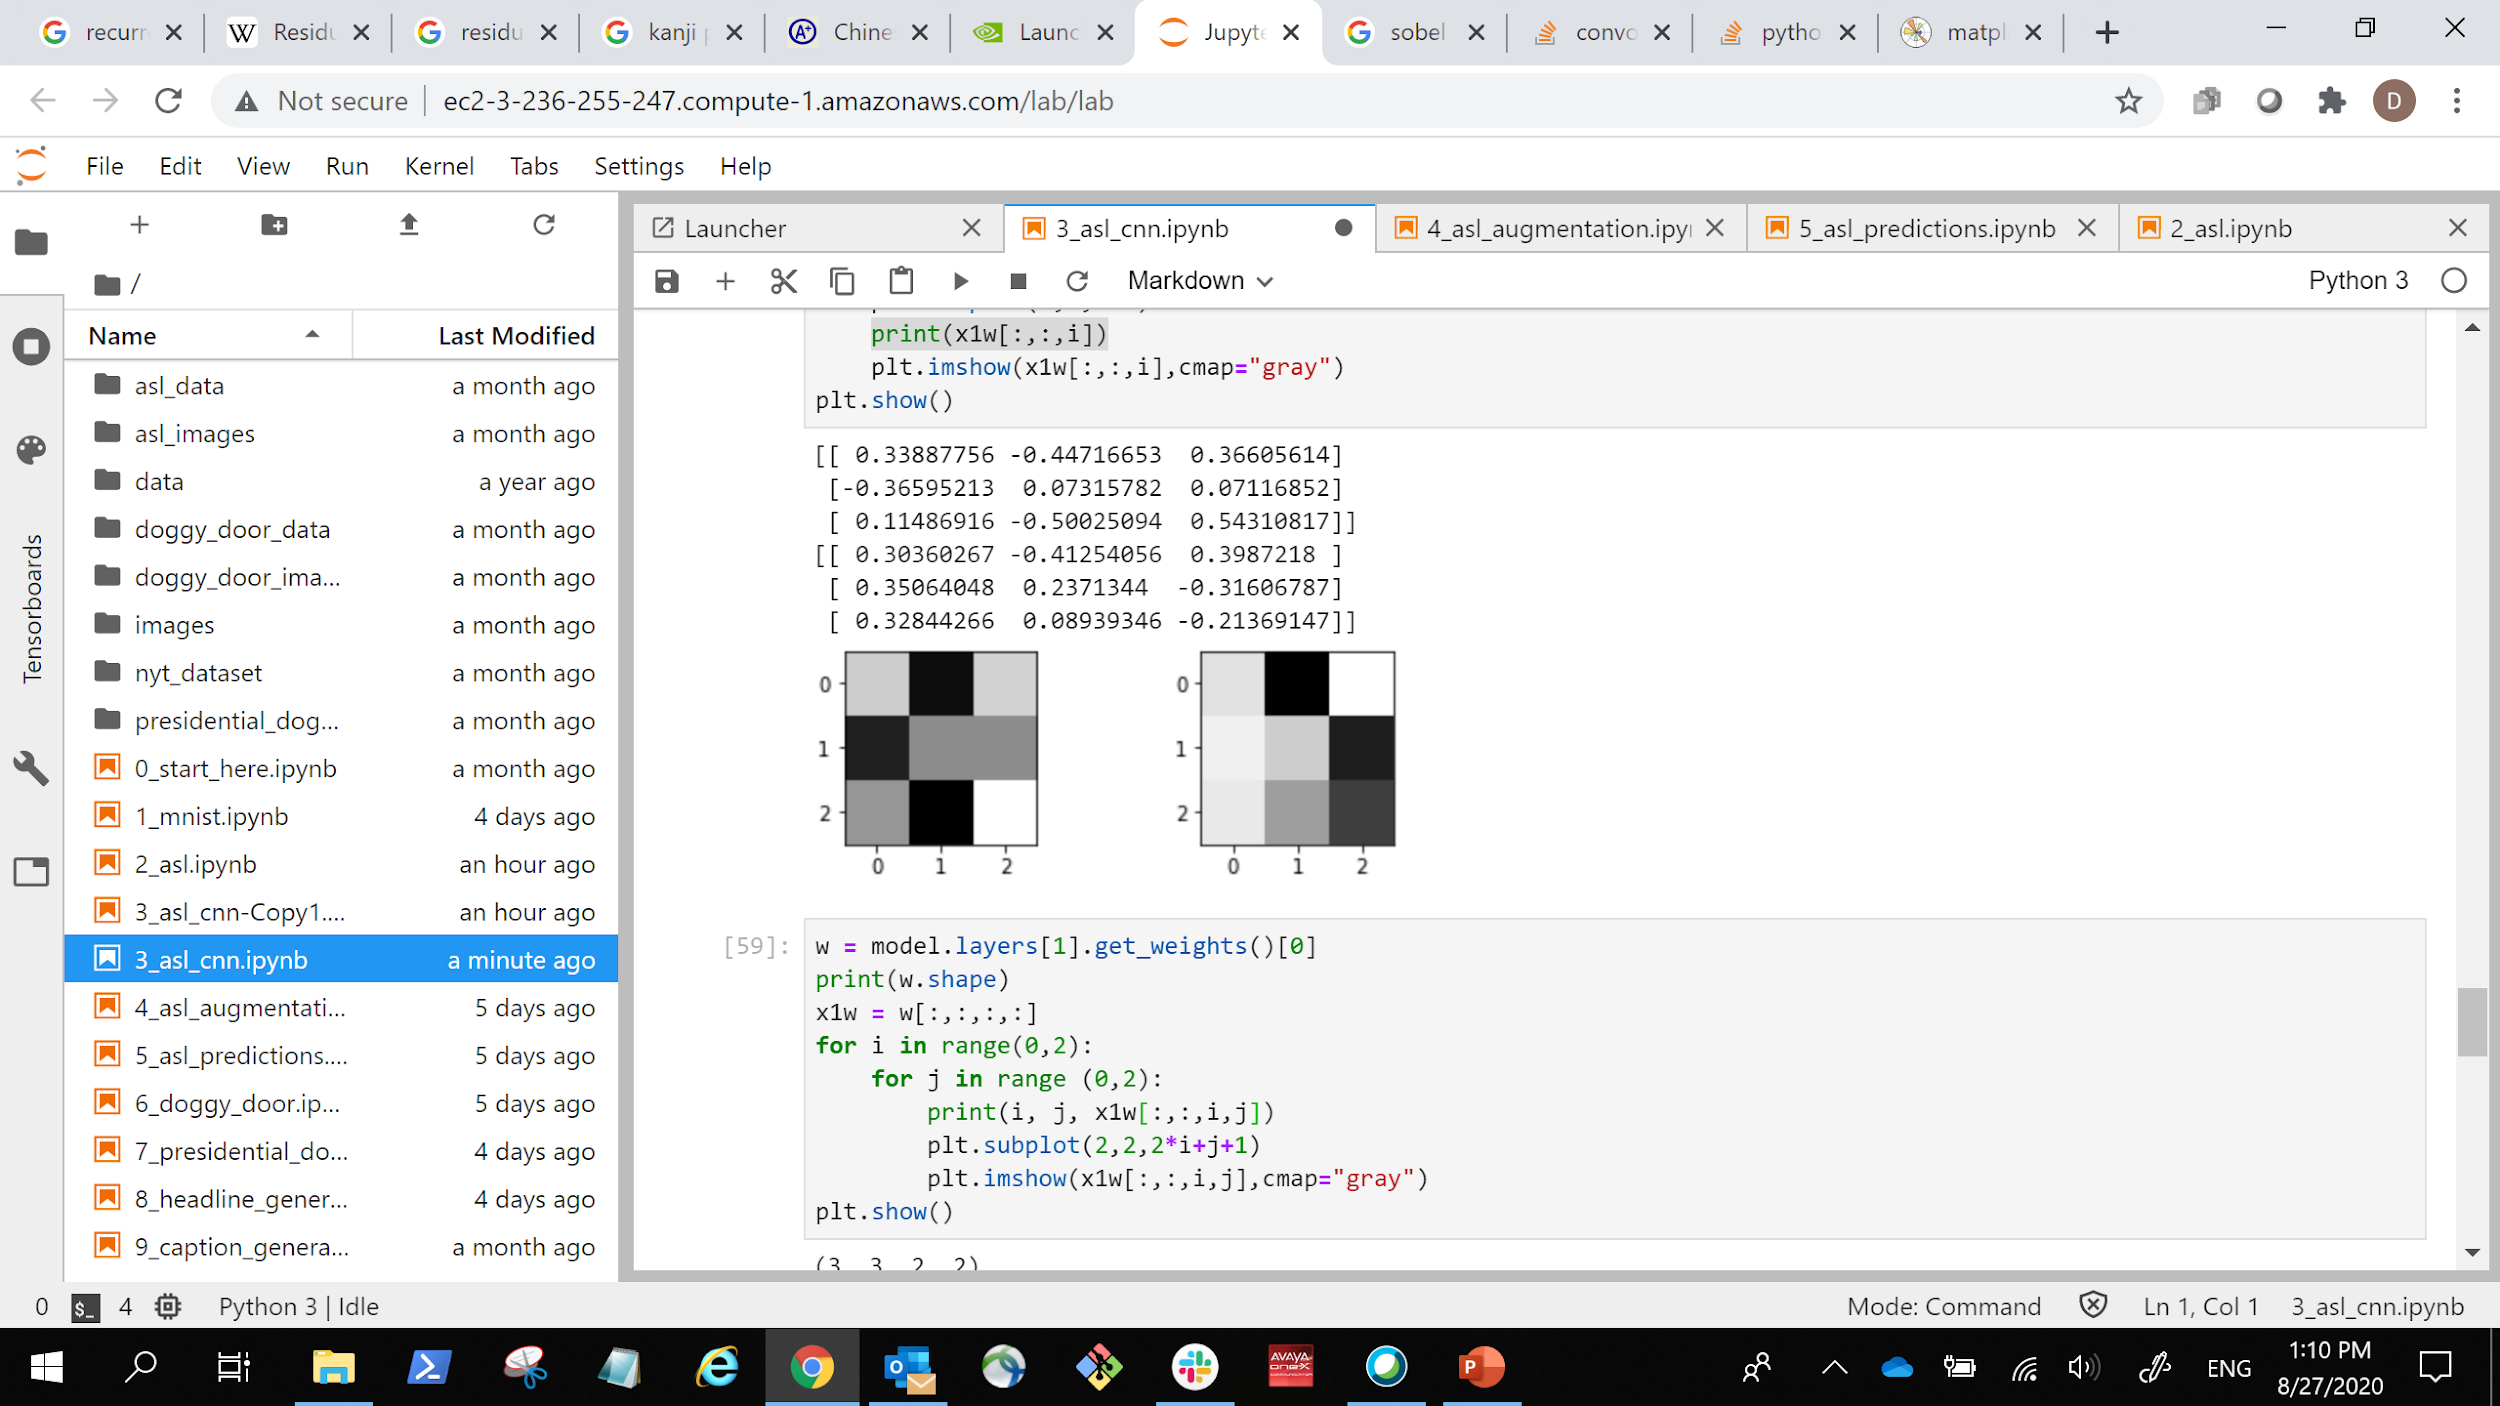 recurr
Residu
residu
kanji p
Chine
Launc
Jupyte
sobel
convo
pytho
matpl
Not secure
ec2-3-236-255-247.compute-1.amazonaws.com/lab/lab
D
File Edit View Run Kernel Tabs Settings Help
Launcher
3_asl_cnn.ipynb
4_asl_augmentation.ipy
5_asl_predictions.ipynb
2_asl.ipynb
Markdown
Python 3
/
Name Last Modified
asl_data a month ago
asl_images a month ago
data a year ago
doggy_door_data a month ago
doggy_door_ima... a month ago
images a month ago
nyt_dataset a month ago
presidential_dog... a month ago
0_start_here.ipynb a month ago
1_mnist.ipynb 4 days ago
2_asl.ipynb an hour ago
3_asl_cnn-Copy1.... an hour ago
3_asl_cnn.ipynb a minute ago
4_asl_augmentati... 5 days ago
5_asl_predictions.... 5 days ago
6_doggy_door.ip... 5 days ago
7_presidential_do... 4 days ago
8_headline_gener... 4 days ago
9_caption_genera... a month ago
Tensorboards
print(x1w[:,:,i])
plt.imshow(x1w[:,:,i],cmap="gray")
plt.show()
[[ 0.33887756 -0.44716653  0.36605614]
[-0.36595213  0.07315782  0.07116852]
[ 0.11486916 -0.50025094  0.54310817]]
[[ 0.30360267 -0.41254056  0.3987218 ]
[ 0.35064048  0.2371344  -0.31606787]
[ 0.32844266  0.08939346 -0.21369147]]
0
1
2
0 1 2
0
1
2
0 1 2
[59]:
w = model.layers[1].get_weights()[0]
print(w.shape)
x1w = w[:,:,:,:]
for i in range(0,2):
for j in range (0,2):
print(i, j, x1w[:,:,i,j])
plt.subplot(2,2,2*i+j+1)
plt.imshow(x1w[:,:,i,j],cmap="gray")
plt.show()
(3, 3, 2, 2)
0 $_ 4 Python 3 | Idle
Mode: Command Ln 1, Col 1 3_asl_cnn.ipynb
AVAYA
one-X
ENG
1:10 PM
8/27/2020